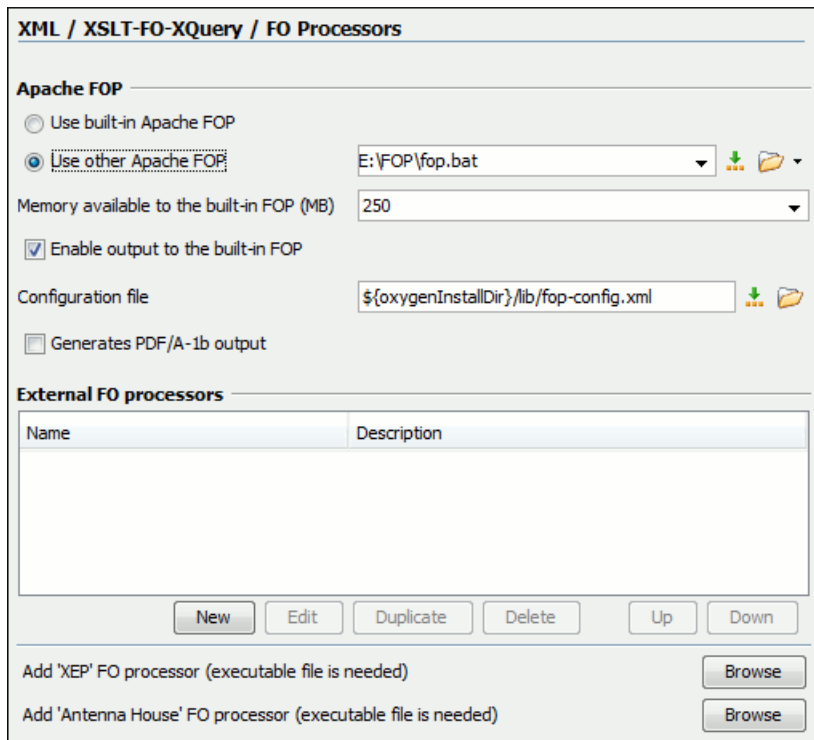 XML / XSLT-FO-XQuery / FO Processors
Apache FOP
Use built-in Apache FOP
Use other Apache FOP E:\FOP\fop.bat
Memory available to the built-in FOP (MB) 250
Enable output to the built-in FOP
Configuration file ${oxygenInstallDir}/lib/fop-config.xml
Generates PDF/A-1b output
External FO processors
Name Description
New Edit Duplicate Delete Up Down
Add 'XEP' FO processor (executable file is needed) Browse
Add 'Antenna House' FO processor (executable file is needed) Browse